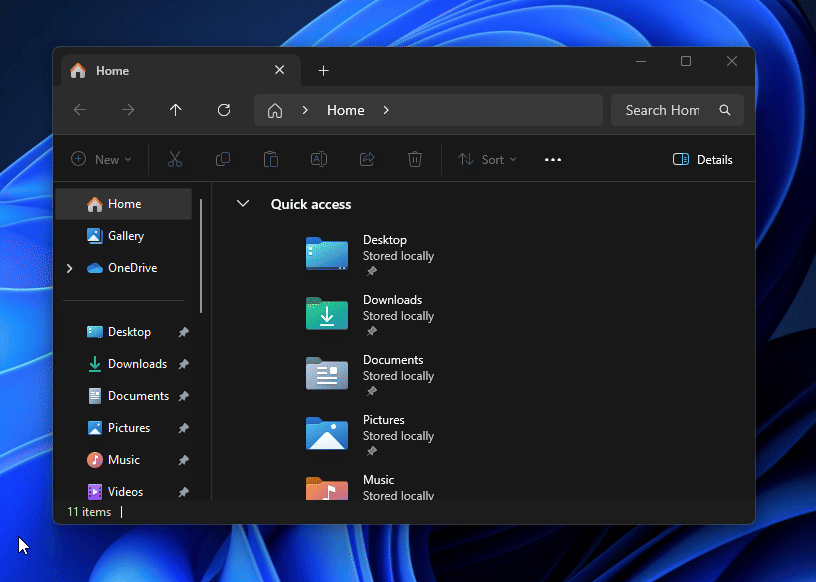 Home
Home
Search Hom
New
Sort
Details
Home
Gallery
OneDrive
Desktop
Downloads
Documents
Pictures
Music
Videos
Quick access
Desktop
Stored locally
Downloads
Stored locally
Documents
Stored locally
Pictures
Stored locally
Music
Stored locally
11 items